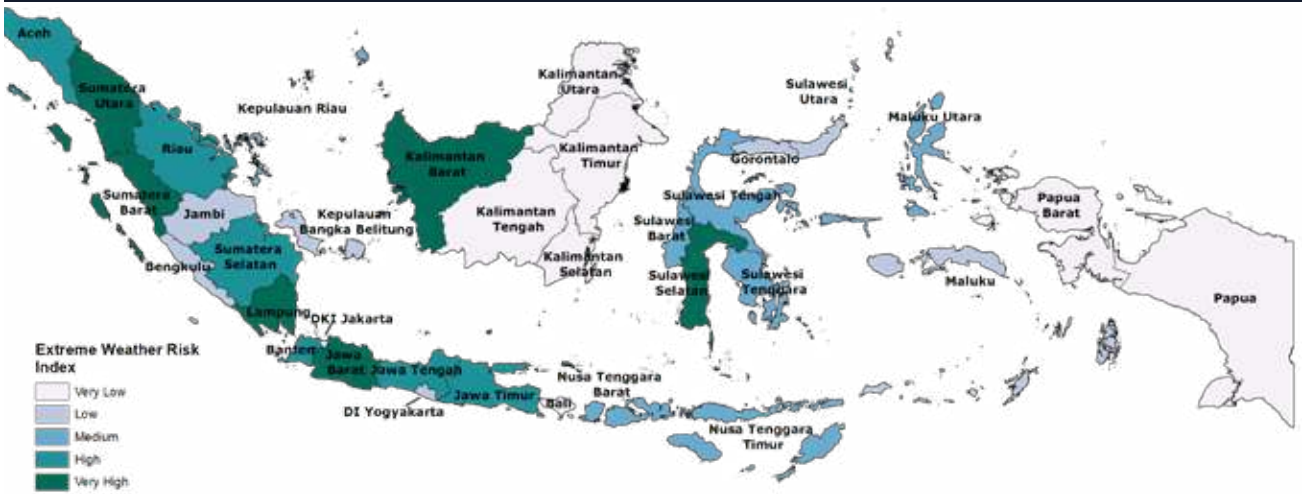 Aceh
Sumatera
Utara
Kepulauan Riau
Riau
Sumatera
Barat
Jambi
Kepulauan
Bangka Belitung
Bengkulu
Sumatera
Selatan
Lampung
DKI Jakarta
Banten
Jawa
Barat
Jawa Tengah
DI Yogyakarta
Jawa Timur
Bali
Kalimantan
Utara
Kalimantan
Barat
Kalimantan
Timur
Kalimantan
Tengah
Kalimantan
Selatan
Sulawesi
Utara
Gorontalo
Sulawesi Tengah
Sulawesi
Barat
Sulawesi
Selatan
Sulawesi
Tenggara
Maluku Utara
Maluku
Papua
Barat
Papua
Nusa Tenggara
Barat
Nusa Tenggara
Timur
Extreme Weather Risk
Index
Very Low
Low
Medium
High
Very High